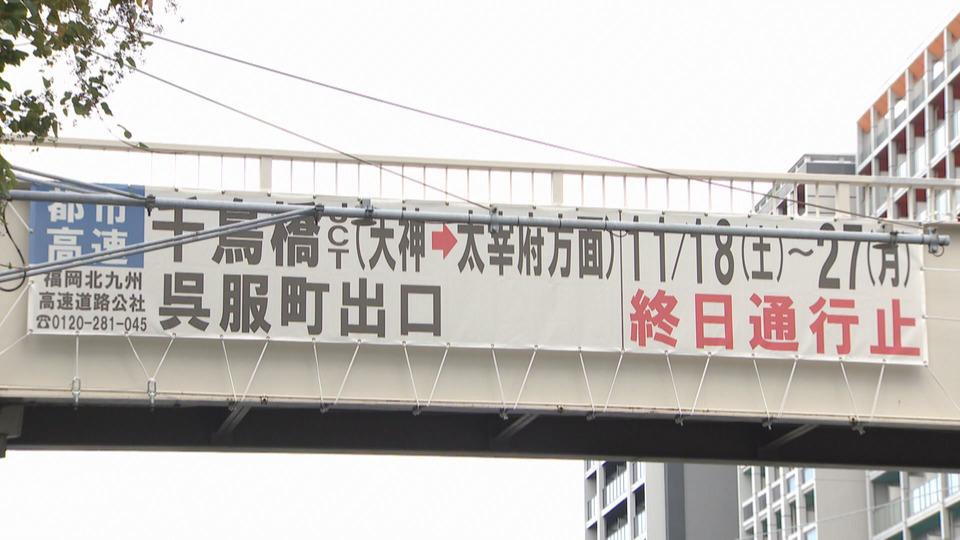 都市
高速
福岡北九州
高速道路公社
☎0120-281-045
千鳥橋JCT(天神➡太宰府方面)
呉服町出口
11/18(土)～27(月)
終日通行止